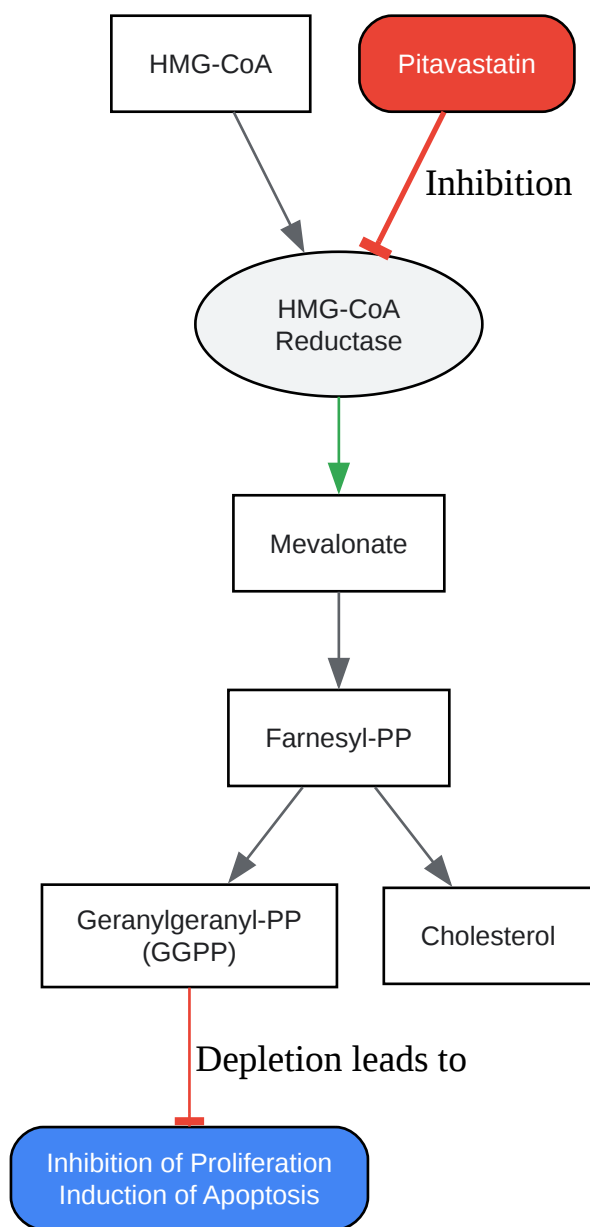 HMG-CoA
Pitavastatin
Inhibition
HMG-CoA
Reductase
Mevalonate
Farnesyl-PP
Geranylgeranyl-PP
(GGPP)
Cholesterol
Depletion leads to
Inhibition of Proliferation
Induction of Apoptosis